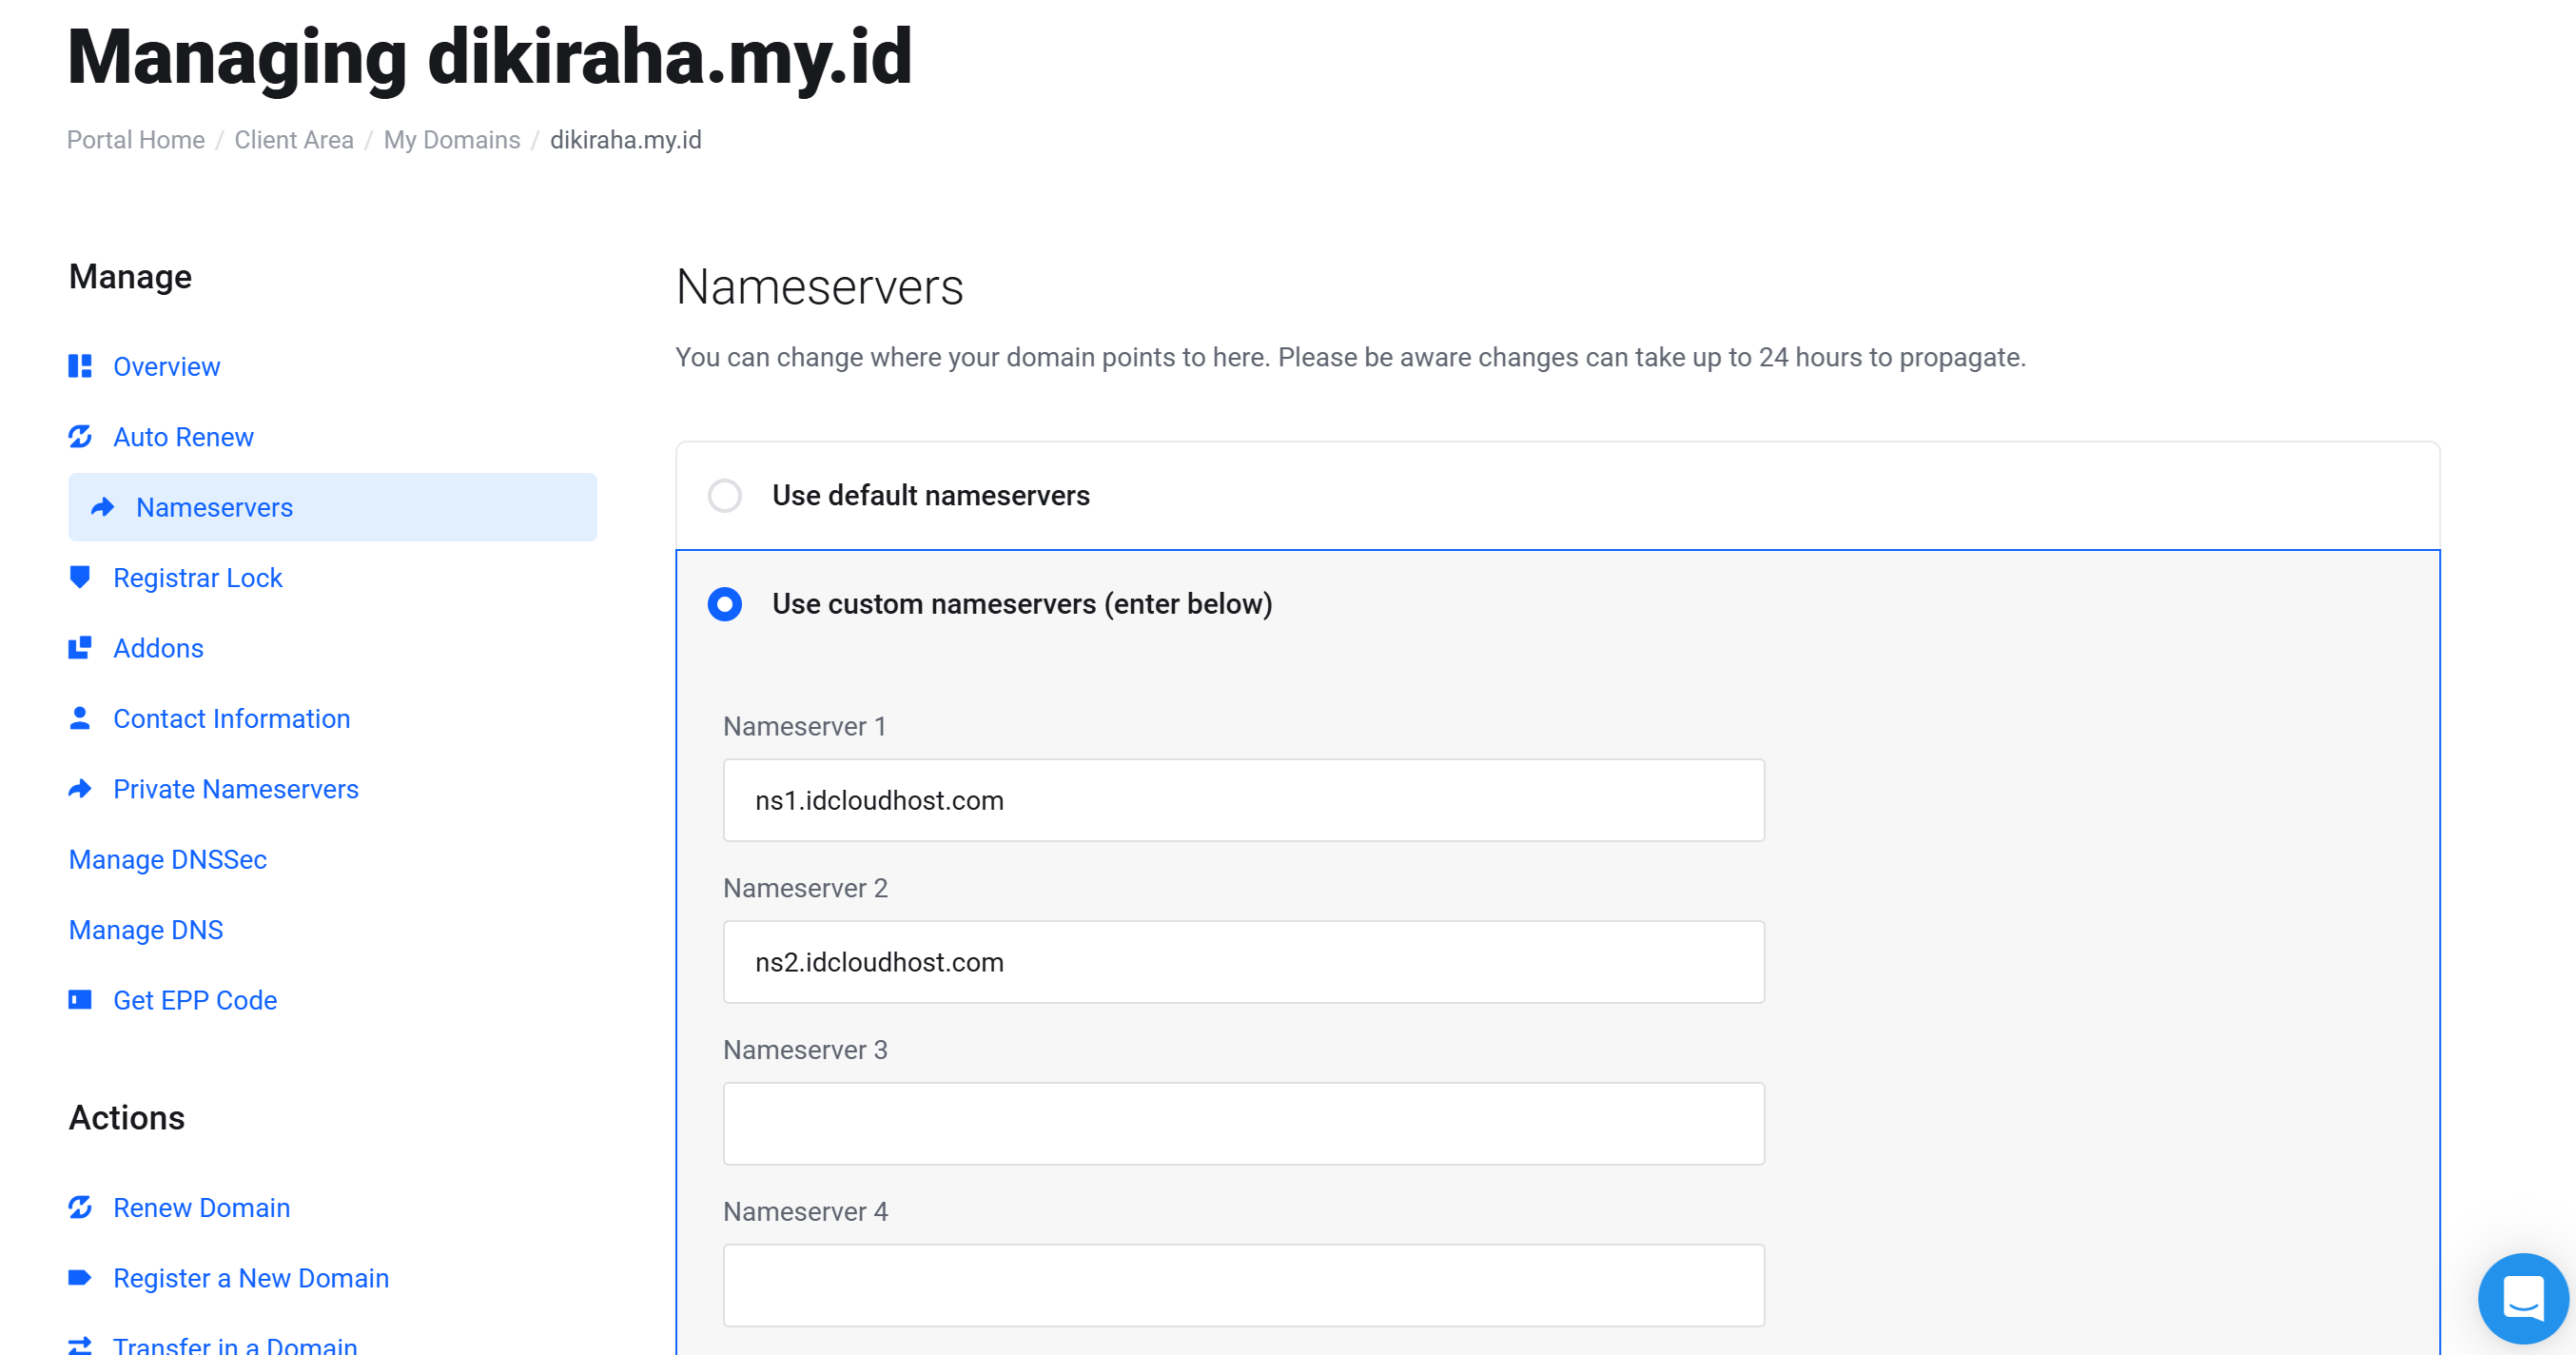 Managing dikiraha.my.id
Portal Home / Client Area / My Domains / dikiraha.my.id
Manage
Overview
Auto Renew
Nameservers
Registrar Lock
Addons
Contact Information
Private Nameservers
Manage DNSSec
Manage DNS
Get EPP Code
Actions
Renew Domain
Register a New Domain
Transfer in a Domain
Nameservers
You can change where your domain points to here. Please be aware changes can take up to 24 hours to propagate.
Use default nameservers
Use custom nameservers (enter below)
Nameserver 1
ns1.idcloudhost.com
Nameserver 2
ns2.idcloudhost.com
Nameserver 3
Nameserver 4